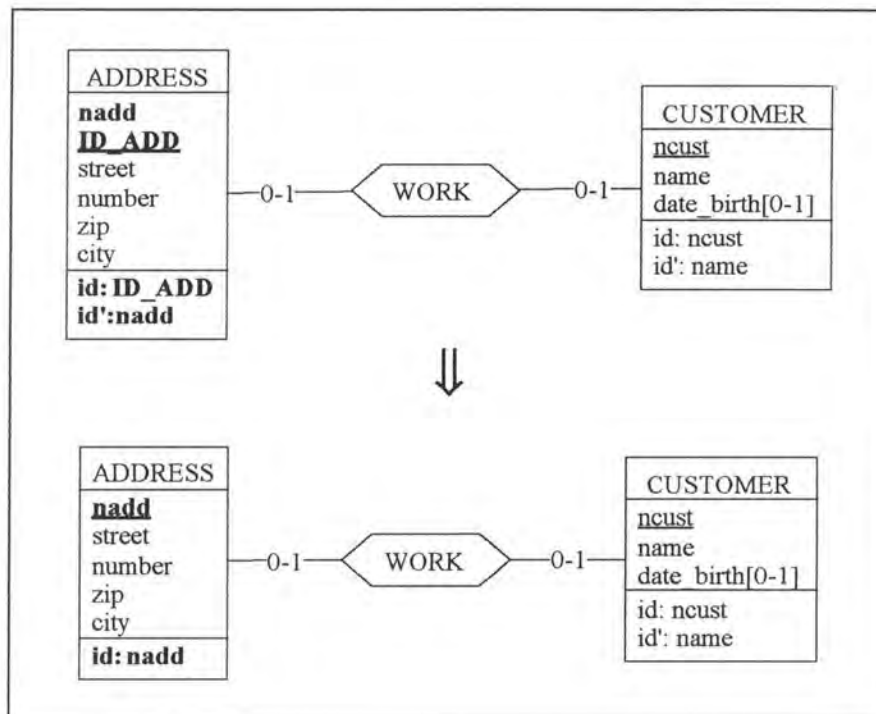 ADDRESS
nadd
ID_ADD
street
number
zip
city
id: ID_ADD
id':nadd
0-1
WORK
0-1
CUSTOMER
ncust
name
date_birth[0-1]
id: ncust
id': name
⇓
ADDRESS
nadd
street
number
zip
city
id: nadd
0-1
WORK
0-1
CUSTOMER
ncust
name
date_birth[0-1]
id: ncust
id': name